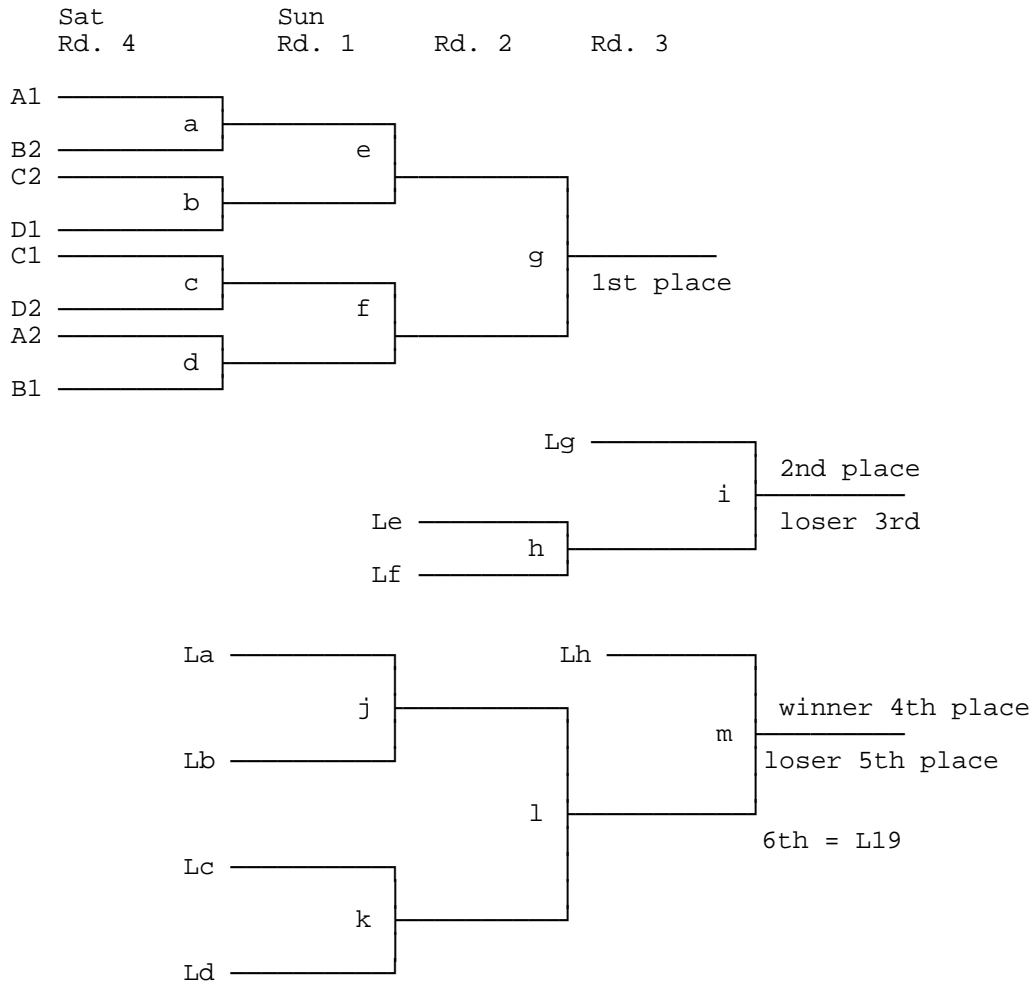 Sat Sun
Rd. 4 Rd. 1 Rd. 2 Rd. 3
A1
a
B2 e
C2
b
D1
C1 g
c 1st place
D2 f
A2
d
B1
Lg
2nd place
i
Le loser 3rd
h
Lf
La Lh
j winner 4th place
m
Lb loser 5th place
l
6th = L19
Lc
k
Ld